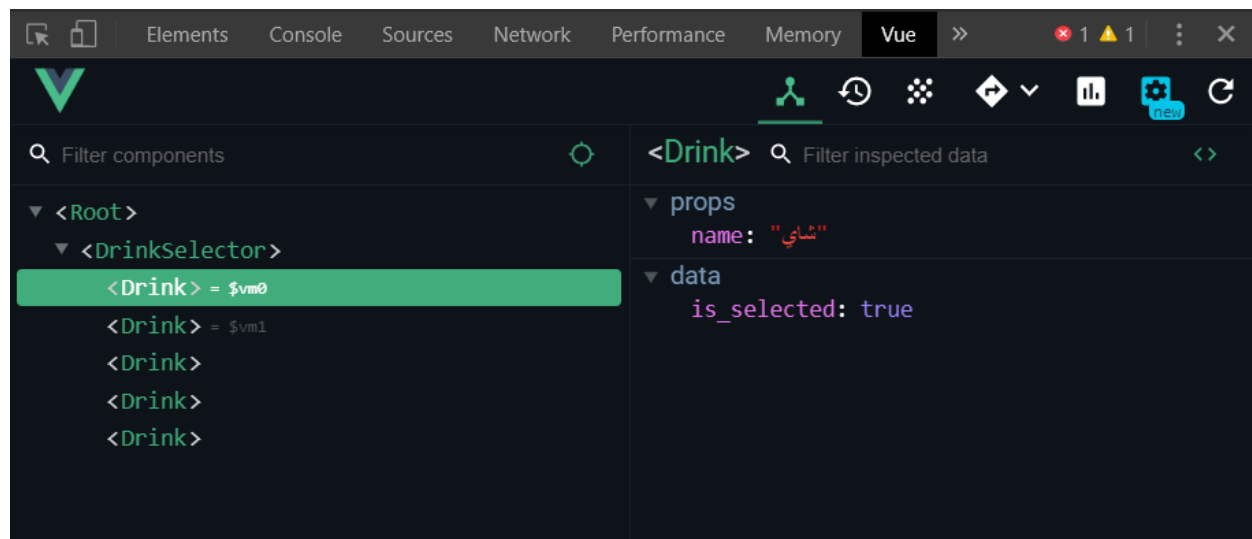 Elements Console Sources Network Performance Memory Vue » 1 1
new
Filter components
<Drink> Filter inspected data <>
▼ <Root>
▼ <DrinkSelector>
<Drink> = $vm0
<Drink> = $vm1
<Drink>
<Drink>
<Drink>
▼ props
name: "شاي"
▼ data
is_selected: true